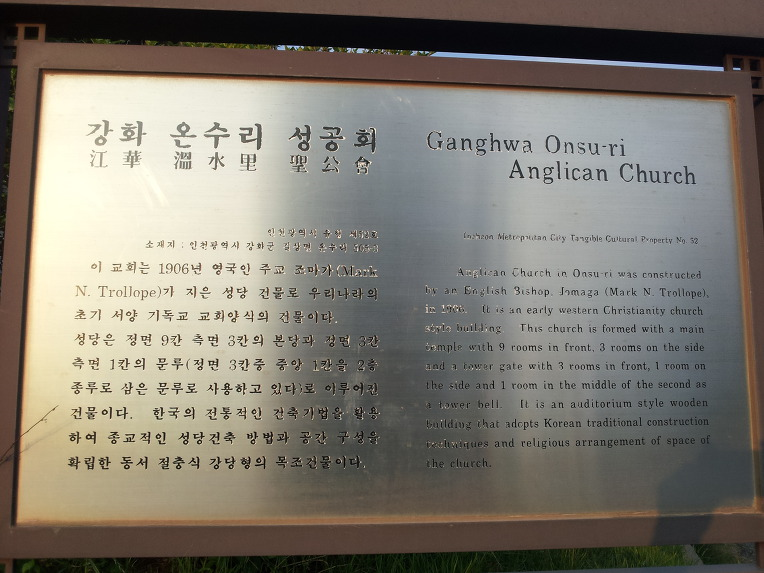 강화 온수리 성공회
江華 溫水里 聖公會
인천광역시 유형
소재지 : 인천광역시 강화군 길상면 온수리
이 교회는 1906년 영국인 주교 조마가(Mark
N. Trollope)가 지은 성당 건물로 우리나라의
초기 서양 기독교 교회양식의 건물이다.
성당은 정면 9칸 측면 3칸의 본당과 정면 3칸
측면 1칸의 문루(정면 3칸중 중앙 1칸을 2층
종루로 삼은 문루로 사용하고 있다)로 이루어진
건물이다. 한국의 전통적인 건축기법을 활용
하여 종교적인 성당건축 방법과 공간 구성을
확립한 동서 절충식 강당형의 목조건물이다.
Ganghwa Onsu-ri
Anglican Church
Incheon Metropolitan City Tangible Cultural Property No. 52
Anglican Church in Onsu-ri was constructed
by an English Bishop, Jomaga (Mark N. Trollope),
in 1906. It is an early western Christianity church
style building. This church is formed with a main
temple with 9 rooms in front, 3 rooms on the side
and a tower gate with 3 rooms in front, 1 room on
the side and 1 room in the middle of the second as
a tower bell. It is an auditorium style wooden
building that adopts Korean traditional construction
techniques and religious arrangement of space of
the church.